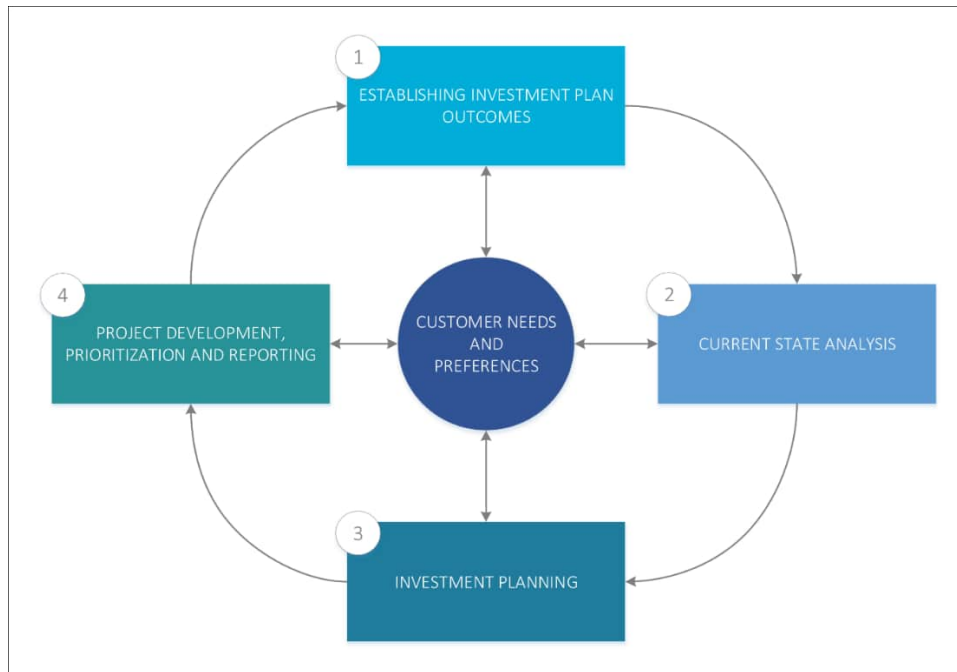 1
ESTABLISHING INVESTMENT PLAN
OUTCOMES
2
CURRENT STATE ANALYSIS
3
INVESTMENT PLANNING
4
PROJECT DEVELOPMENT,
PRIORITIZATION AND REPORTING
CUSTOMER NEEDS
AND
PREFERENCES